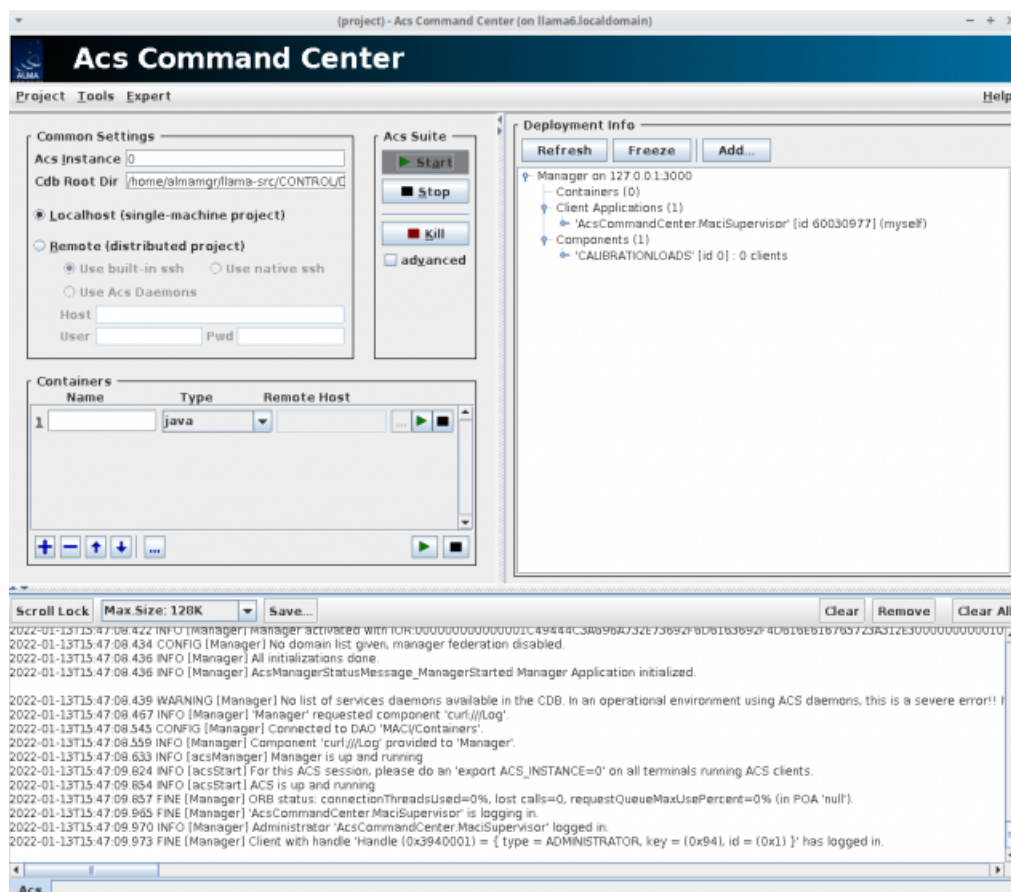 (project) - Acs Command Center (on llama6.localdomain)
ALMA
Acs Command Center
Project Tools Expert Help
Common Settings
Acs Instance 0
Cdb Root Dir /home/almamgr/llama-src/CONTROL/
Localhost (single-machine project)
Remote (distributed project)
Use built-in ssh Use native ssh
Use Acs Daemons
Host
User Pwd
Acs Suite
Start
Stop
Kill
advanced
Containers
Name Type Remote Host
1 java ...
...
Deployment Info
Refresh Freeze Add...
Manager on 127.0.0.1:3000
Containers (0)
Client Applications (1)
'AcsCommandCenter.MaciSupervisor' [id 60030977] (myself)
Components (1)
'CALIBRATIONLOADS' [id 0] : 0 clients
Scroll Lock Max.Size: 128K Save... Clear Remove Clear All
2022-01-13T15:47:08.422 INFO [Manager] Manager activated with
2022-01-13T15:47:08.434 CONFIG [Manager] No domain list given, manager federation disabled.
2022-01-13T15:47:08.436 INFO [Manager] All initializations done.
2022-01-13T15:47:08.436 INFO [Manager] AcsManagerStatusMessage_ManagerStarted Manager Application initialized.
2022-01-13T15:47:08.439 WARNING [Manager] No list of services daemons available in the CDB. In an operational environment using ACS daemons, this is a severe error!!
2022-01-13T15:47:08.467 INFO [Manager] 'Manager' requested component 'curl:///Log'.
2022-01-13T15:47:08.545 CONFIG [Manager] Connected to DAO 'MACI/Containers'.
2022-01-13T15:47:08.559 INFO [Manager] Component 'curl:///Log' provided to 'Manager'.
2022-01-13T15:47:08.633 INFO [acsManager] Manager is up and running
2022-01-13T15:47:09.824 INFO [acsStart] For this ACS session, please do an 'export ACS_INSTANCE=0' on all terminals running ACS clients.
2022-01-13T15:47:09.854 INFO [acsStart] ACS is up and running
2022-01-13T15:47:09.857 FINE [Manager] ORB status: connectionThreadsUsed=0%, lost calls=0, requestQueueMaxUsePercent=0% (in POA 'null').
2022-01-13T15:47:09.965 FINE [Manager] 'AcsCommandCenter.MaciSupervisor' is logging in.
2022-01-13T15:47:09.970 INFO [Manager] Administrator 'AcsCommandCenter.MaciSupervisor' logged in.
2022-01-13T15:47:09.973 FINE [Manager] Client with handle 'Handle (0x3940001) = { type = ADMINISTRATOR, key = (0x94), id = (0x1) }' has logged in.
Acs